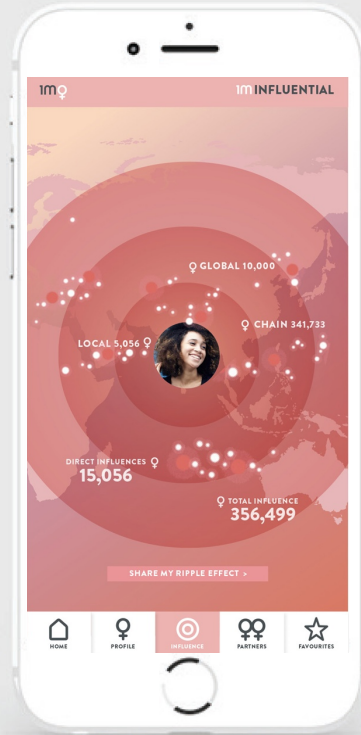 1m♀
1m INFLUENTIAL
♀ GLOBAL 10,000
♀ CHAIN 341,733
LOCAL 5,056 ♀
DIRECT INFLUENCES ♀
15,056
♀ TOTAL INFLUENCE
356,499
SHARE MY RIPPLE EFFECT >
HOME
PROFILE
INFLUENCE
PARTNERS
FAVOURITES